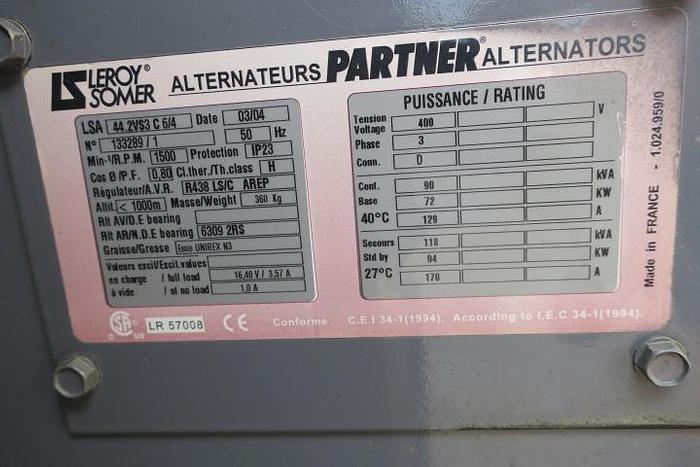 LS LEROY® SOMER ALTERNATEURS PARTNER® ALTERNATORS
LSA 44.2VS3 C 6/4 Date 03/04
N° 133289 / 1 50 Hz
Min-¹/R.P.M. 1500 Protection IP23
Cos Ø /P.F. 0,80 Cl.ther./Th.class H
Régulateur/A.V.R. R438 LS/C AREP
Altit. < 1000m Masse/Weight 360 Kg
Rlt AV/D.E bearing
Rlt AR/N.D.E bearing 6309 2RS
Graisse/Grease Esso UNIREX N3
Valeurs excit/Excit.values
en charge / full load 16,40 V / 3,57 A
à vide / at no load 1,0 A
PUISSANCE / RATING
Tension Voltage 400 V
Phase 3
Conn. D
Cont. 90 kVA
Base 72 KW
40°C 129 A
Secours 118 kVA
Std by 94 KW
27°C 170 A
Made in FRANCE - 1.024.959/0
C US LR 57008 CE Conforme C.E.I 34-1(1994). According to I.E.C 34-1(1994).